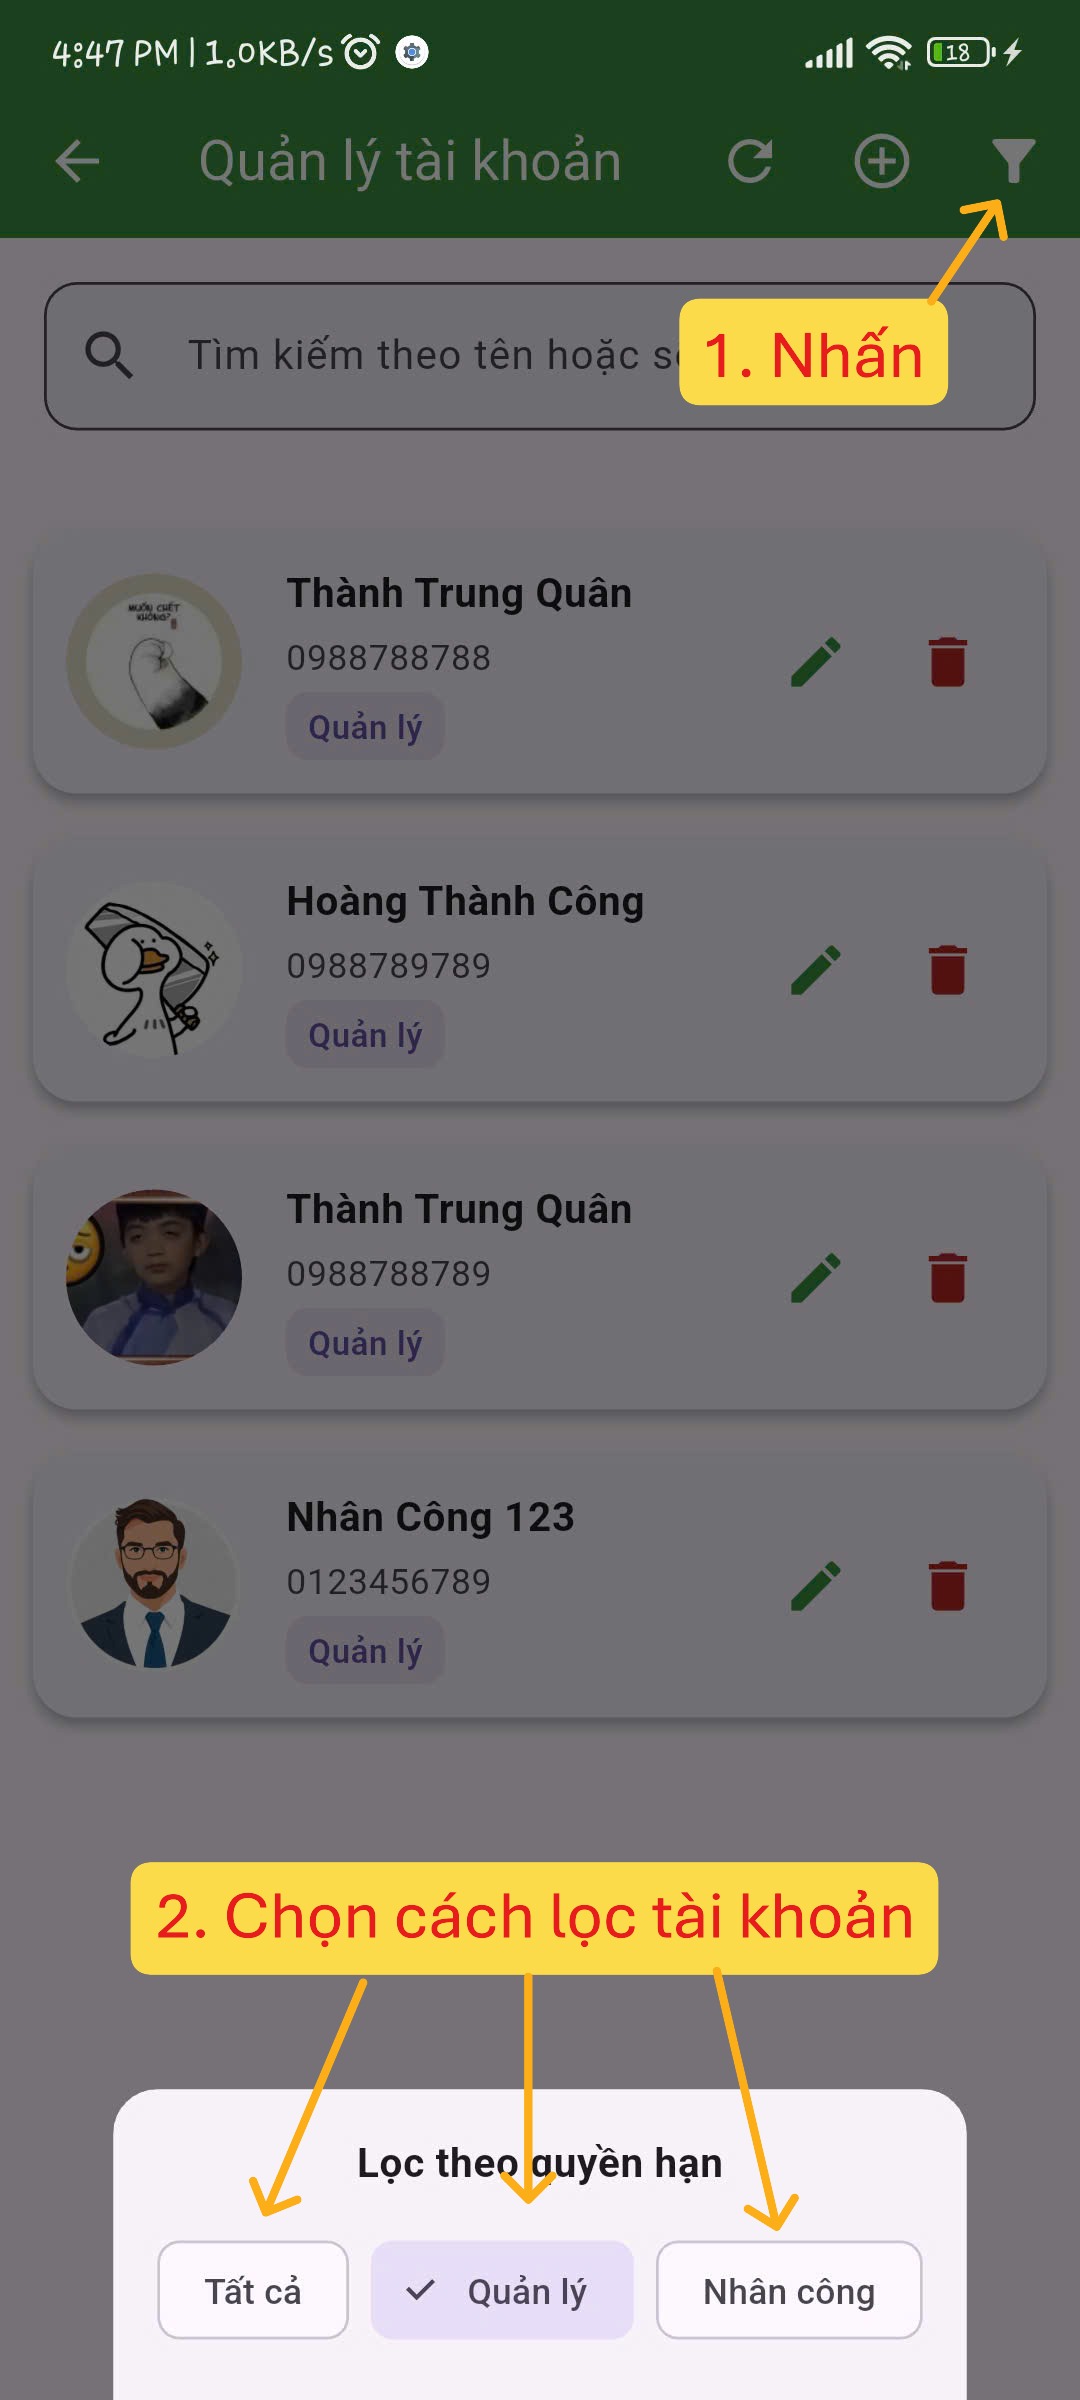 4:47 PM | 1.0KB/s
18
Quản lý tài khoản
Tìm kiếm theo tên hoặc
1. Nhấn
Thành Trung Quân
MUỐN CHẾT
KHÔNG?
0988788788
Quản lý
Hoàng Thành Công
0988789789
Quản lý
Thành Trung Quân
0988788789
Quản lý
Nhân Công 123
0123456789
Quản lý
2. Chọn cách lọc tài khoản
Lọc theo quyền hạn
Tất cả
Quản lý
Nhân công